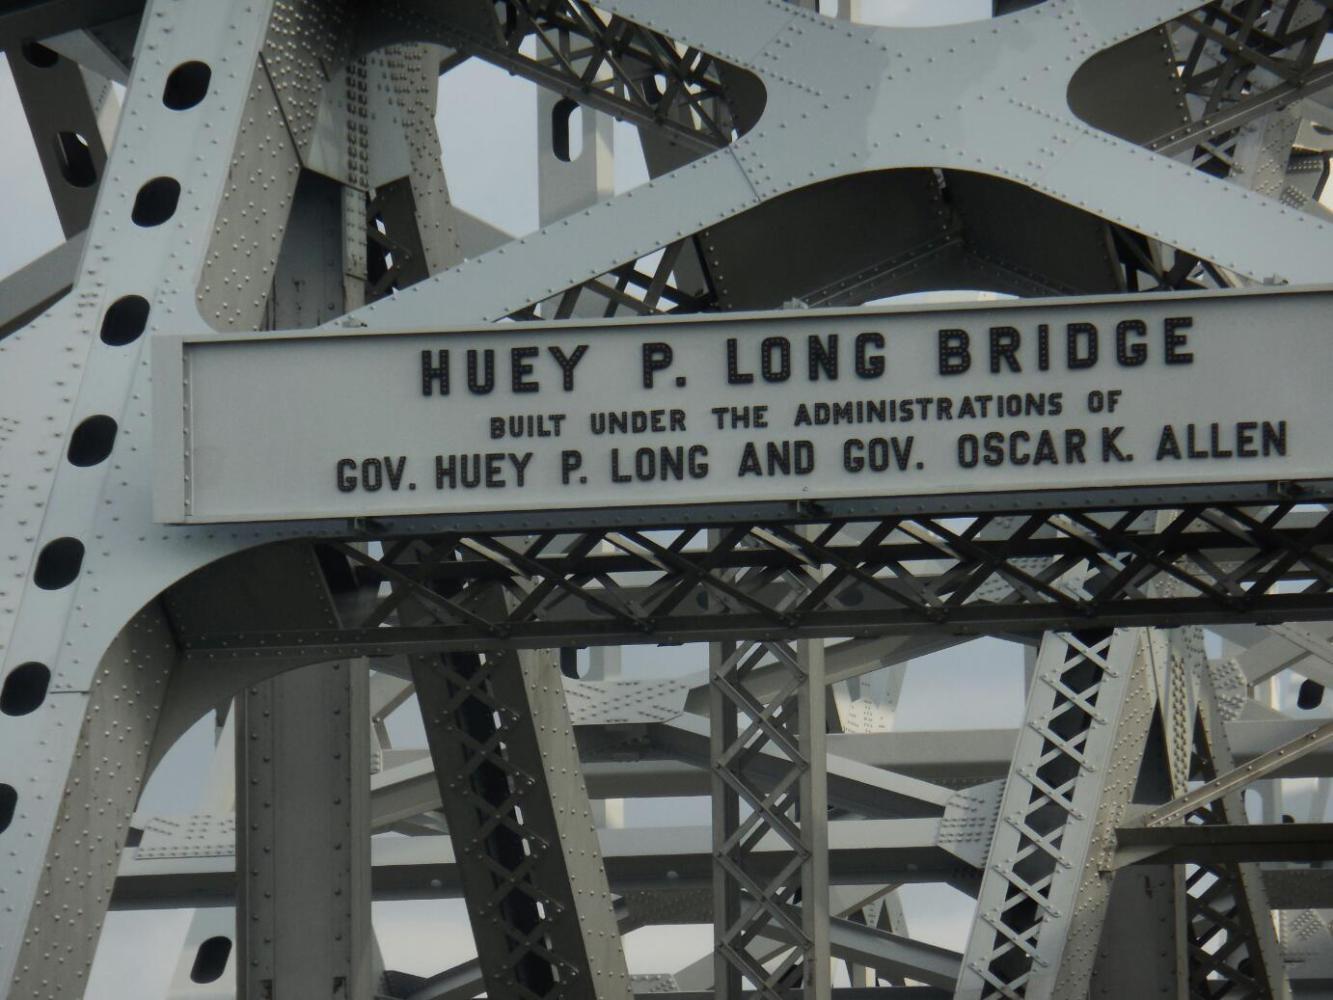 HUEY P. LONG BRIDGE
BUILT UNDER THE ADMINISTRATIONS OF
GOV. HUEY P. LONG AND GOV. OSCAR K. ALLEN